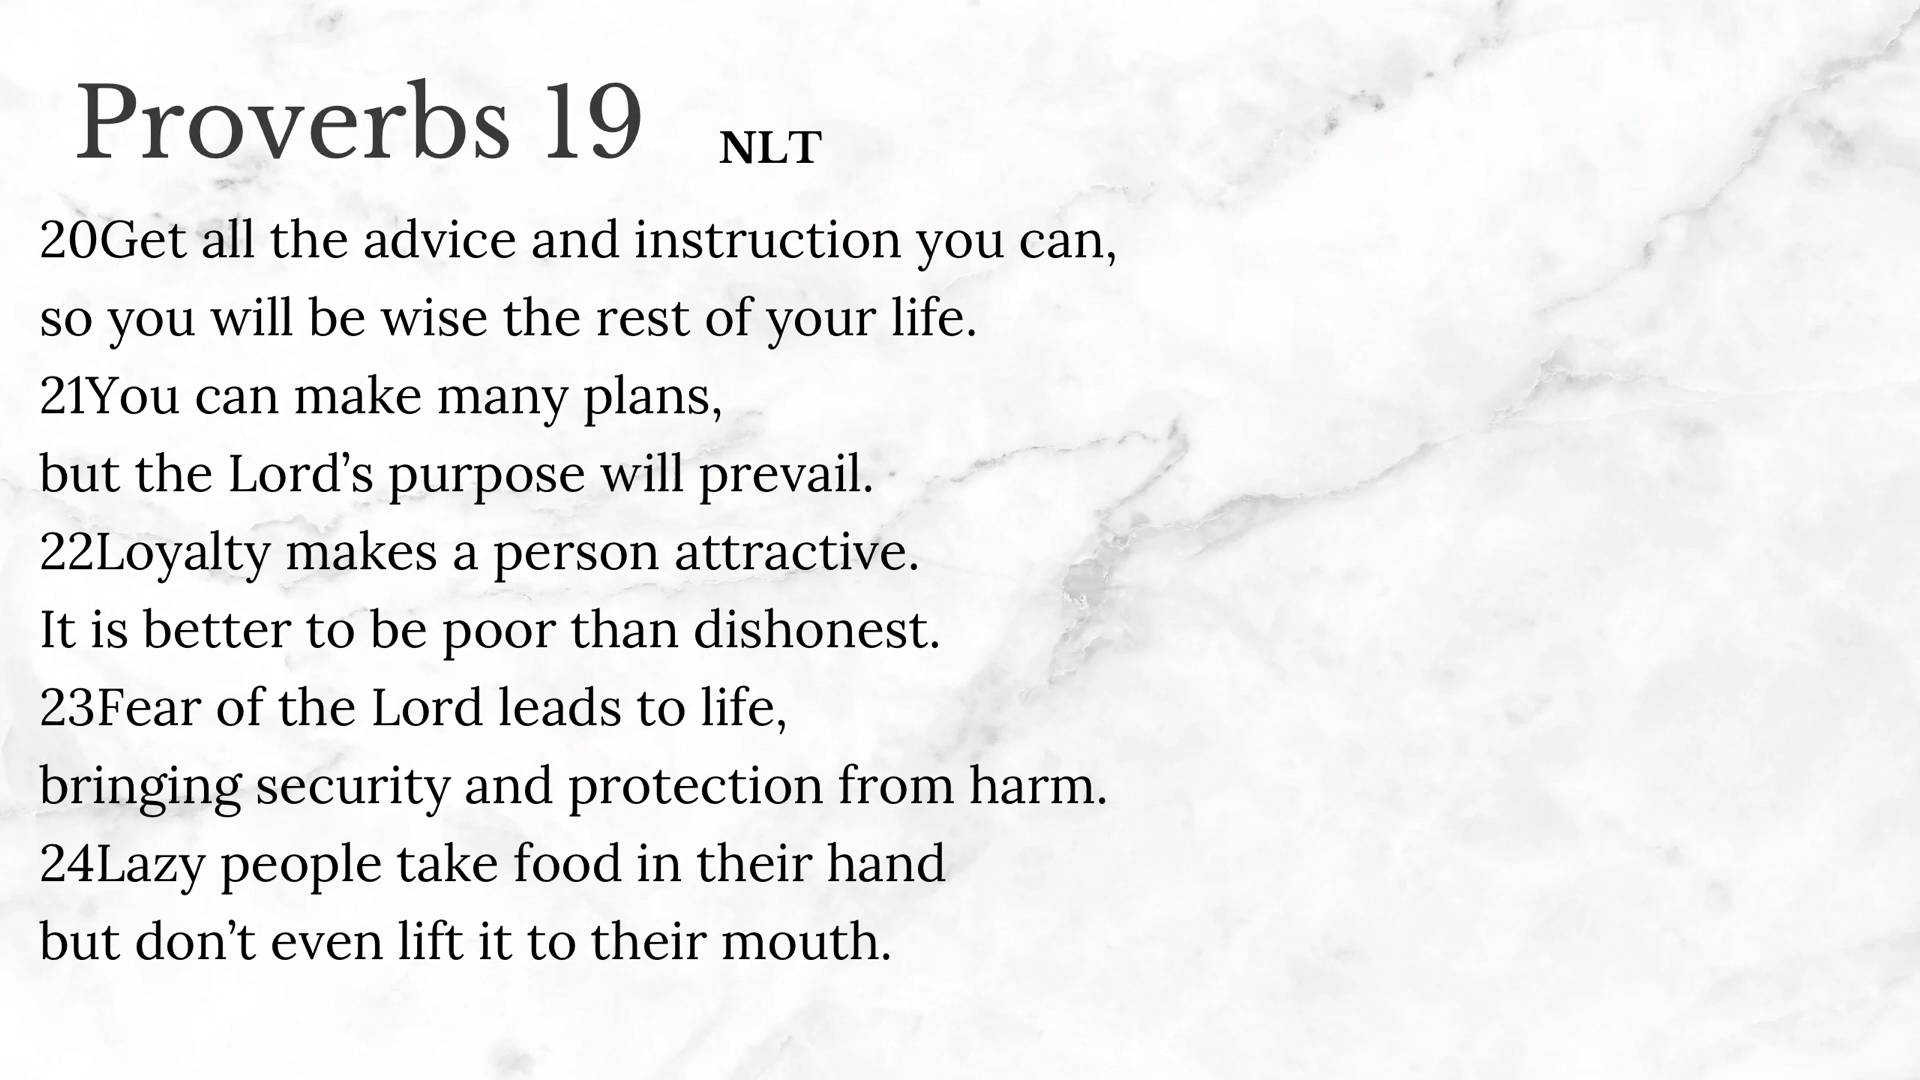 Proverbs 19 NLT
20Get all the advice and instruction you can,
so you will be wise the rest of your life.
21You can make many plans,
but the Lord’s purpose will prevail.
22Loyalty makes a person attractive.
It is better to be poor than dishonest.
23Fear of the Lord leads to life,
bringing security and protection from harm.
24Lazy people take food in their hand
but don’t even lift it to their mouth.